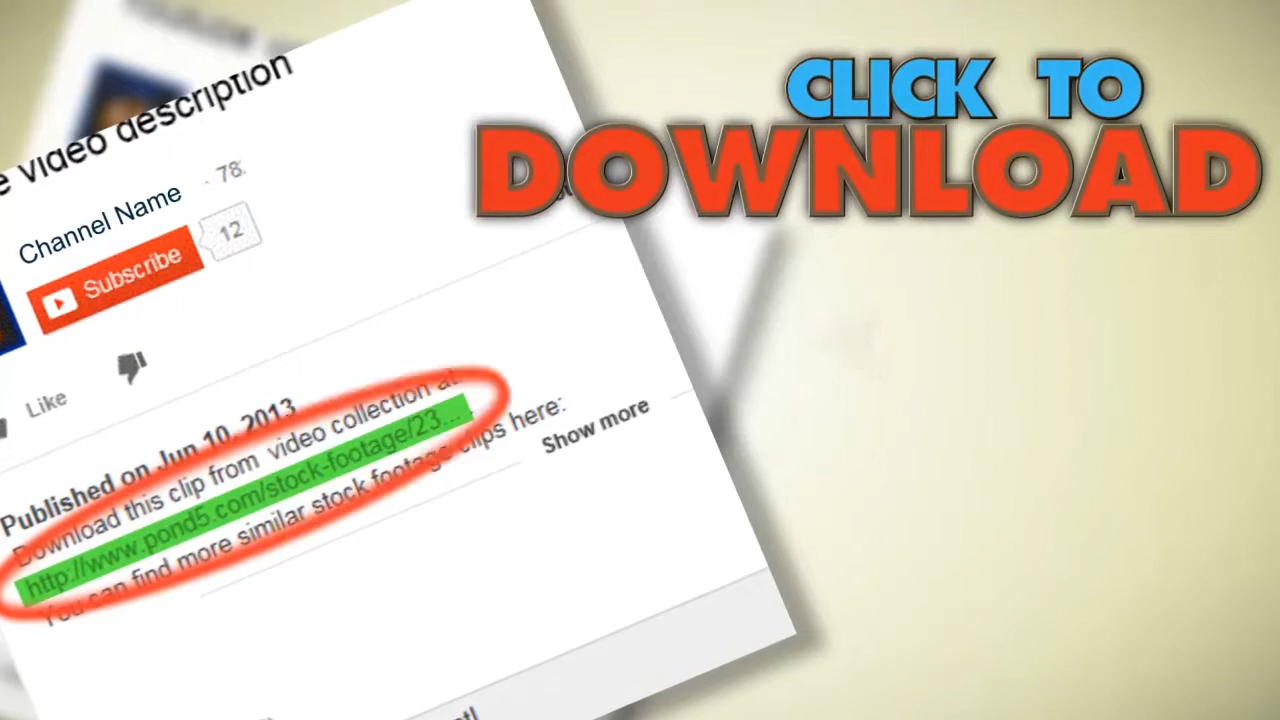 CLICK TO
DOWNLOAD
video description
Channel Name
78
Subscribe
12
Like
Published on Jun 10, 2013
Download this clip from video collection at
http://www.pond5.com/stock-footage/23...
You can find more similar stock footage clips here:
Show more